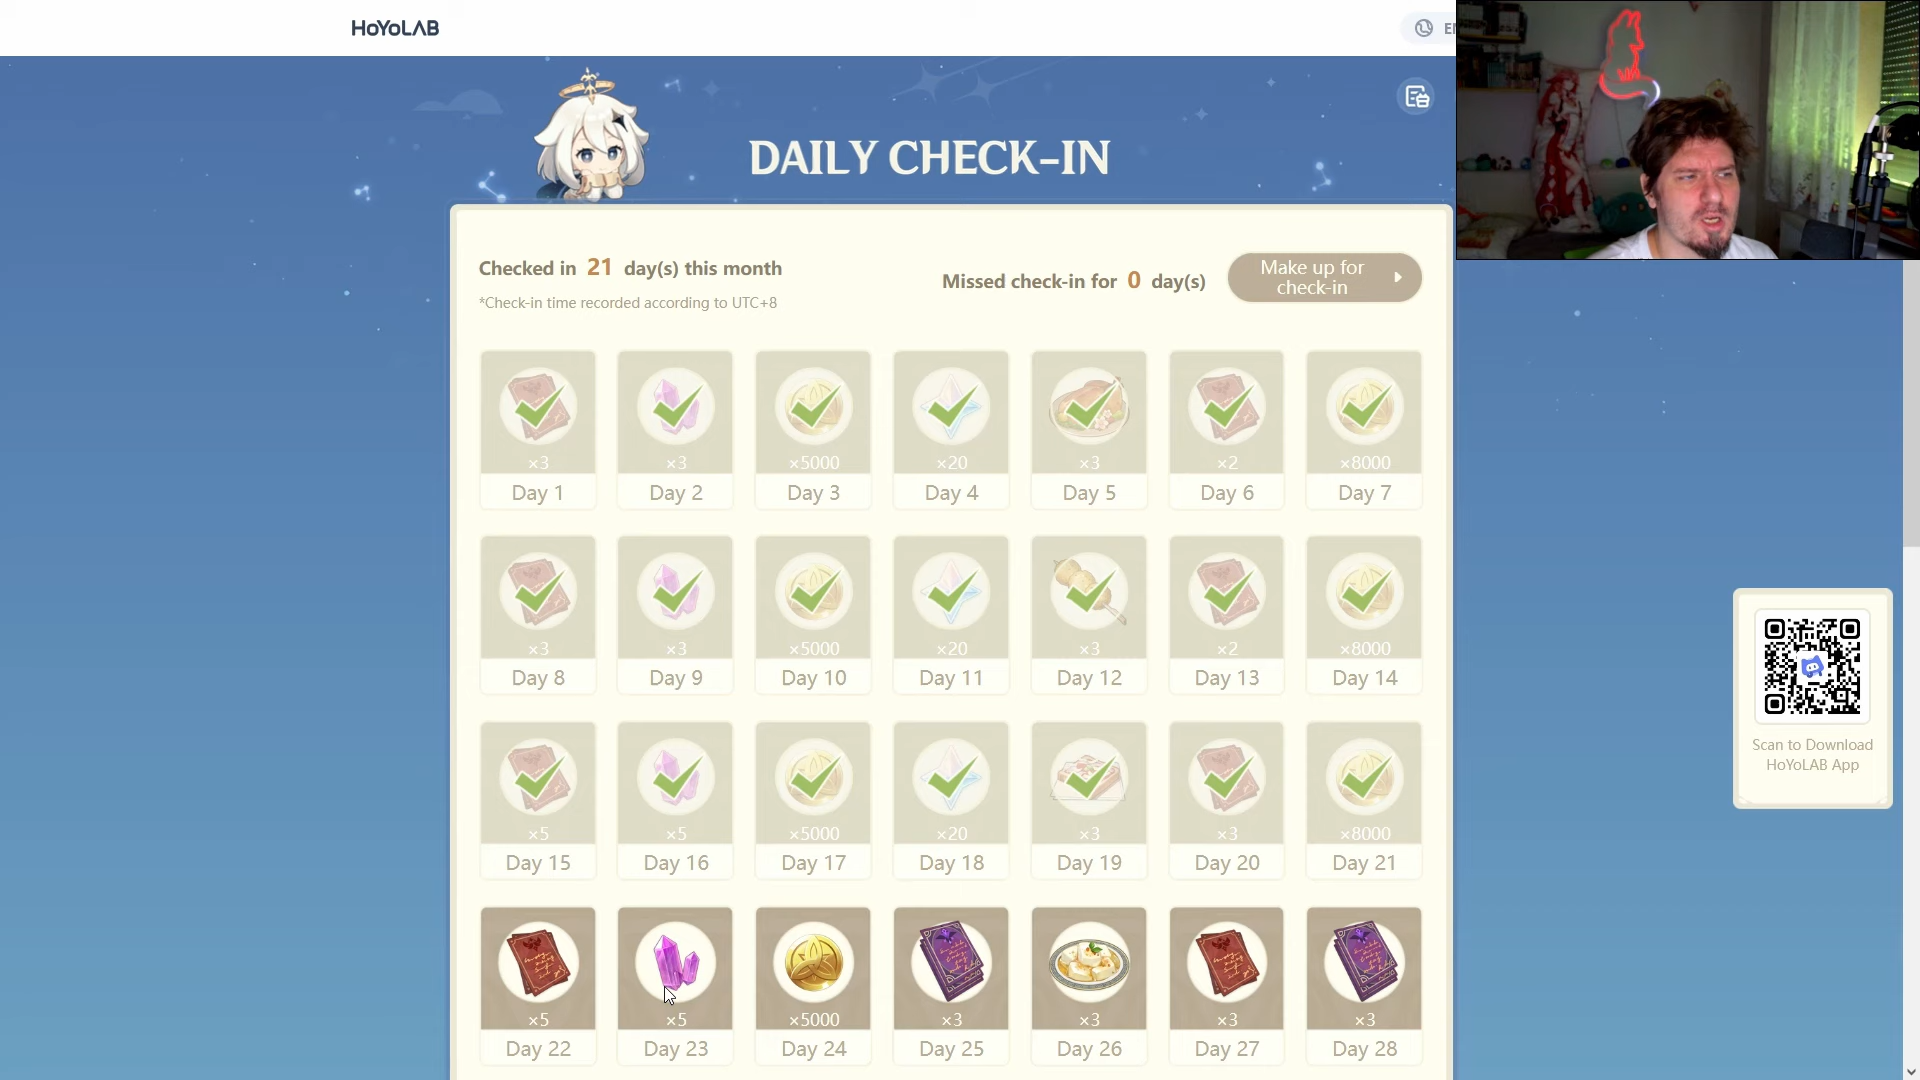 HoYoLAB
DAILY CHECK-IN
Checked in 21 day(s) this month
*Check-in time recorded according to UTC+8
Missed check-in for 0 day(s)
Make up for
check-in
×3 ×3 ×5000 ×20 ×3 ×2 ×8000
Day 1 Day 2 Day 3 Day 4 Day 5 Day 6 Day 7
×3 ×3 ×5000 ×20 ×3 ×2 ×8000
Day 8 Day 9 Day 10 Day 11 Day 12 Day 13 Day 14
×5 ×5 ×5000 ×20 ×3 ×3 ×8000
Day 15 Day 16 Day 17 Day 18 Day 19 Day 20 Day 21
×5 ×5 ×5000 ×3 ×3 ×3 ×3
Day 22 Day 23 Day 24 Day 25 Day 26 Day 27 Day 28
Scan to Download
HoYoLAB App